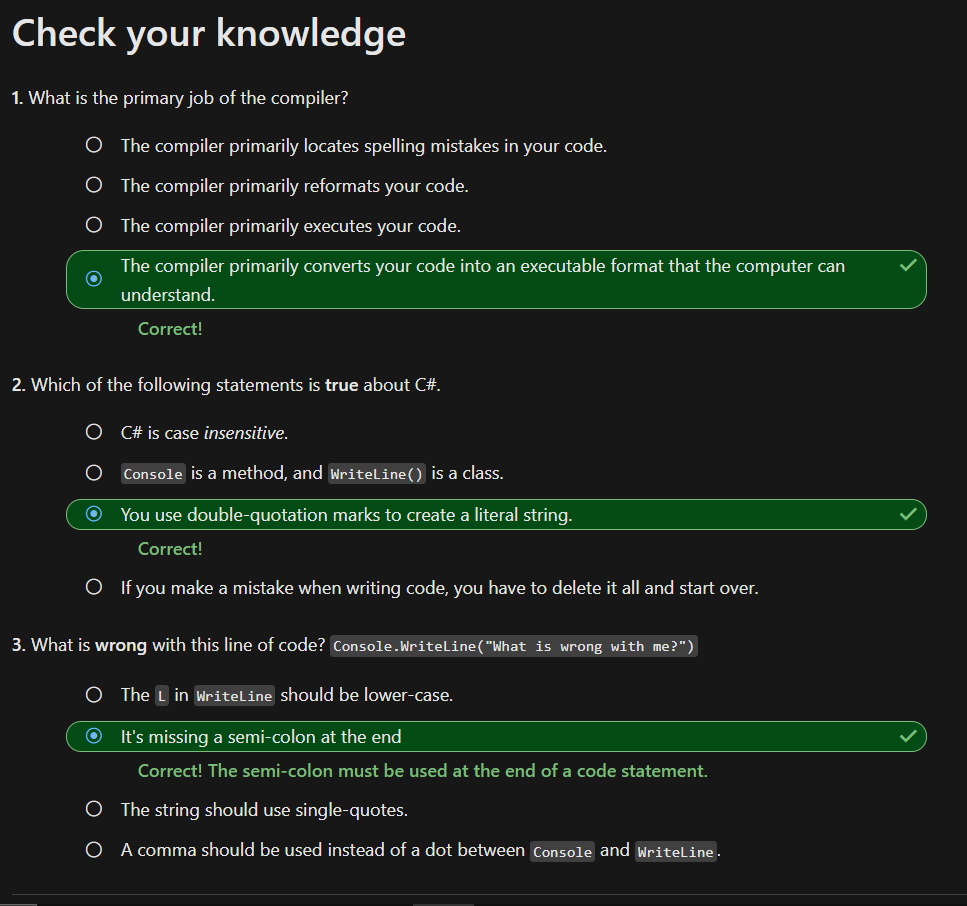 Check your knowledge
1. What is the primary job of the compiler?
The compiler primarily locates spelling mistakes in your code.
The compiler primarily reformats your code.
The compiler primarily executes your code.
The compiler primarily converts your code into an executable format that the computer can
understand.
Correct!
2. Which of the following statements is true about C#.
C# is case insensitive.
Console is a method, and WriteLine() is a class.
You use double-quotation marks to create a literal string.
Correct!
If you make a mistake when writing code, you have to delete it all and start over.
3. What is wrong with this line of code? Console.WriteLine("What is wrong with me?")
The L in WriteLine should be lower-case.
It's missing a semi-colon at the end
Correct! The semi-colon must be used at the end of a code statement.
The string should use single-quotes.
A comma should be used instead of a dot between Console and WriteLine.